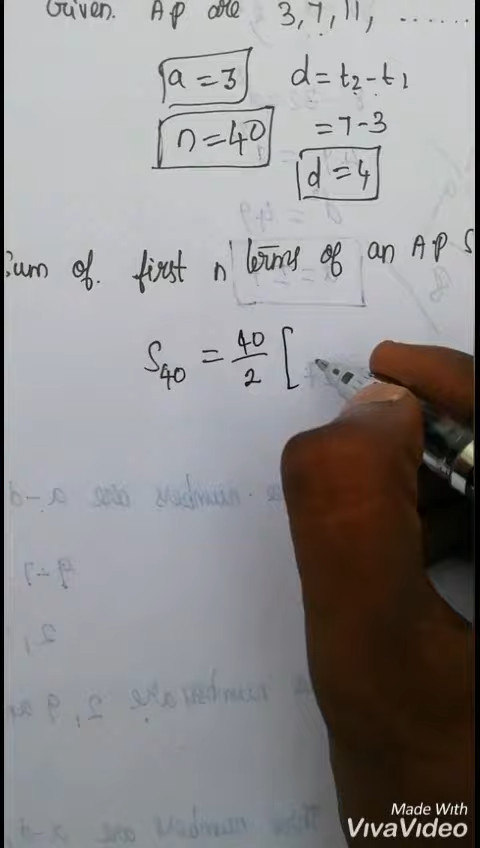 Given. AP are 3, 7, 11, ......
a = 3 d = t₂ - t₁
n = 40 = 7 - 3
d = 4
Sum of. first n terms of an AP S
S₄₀ = 40/2 [
Made With
VivaVideo